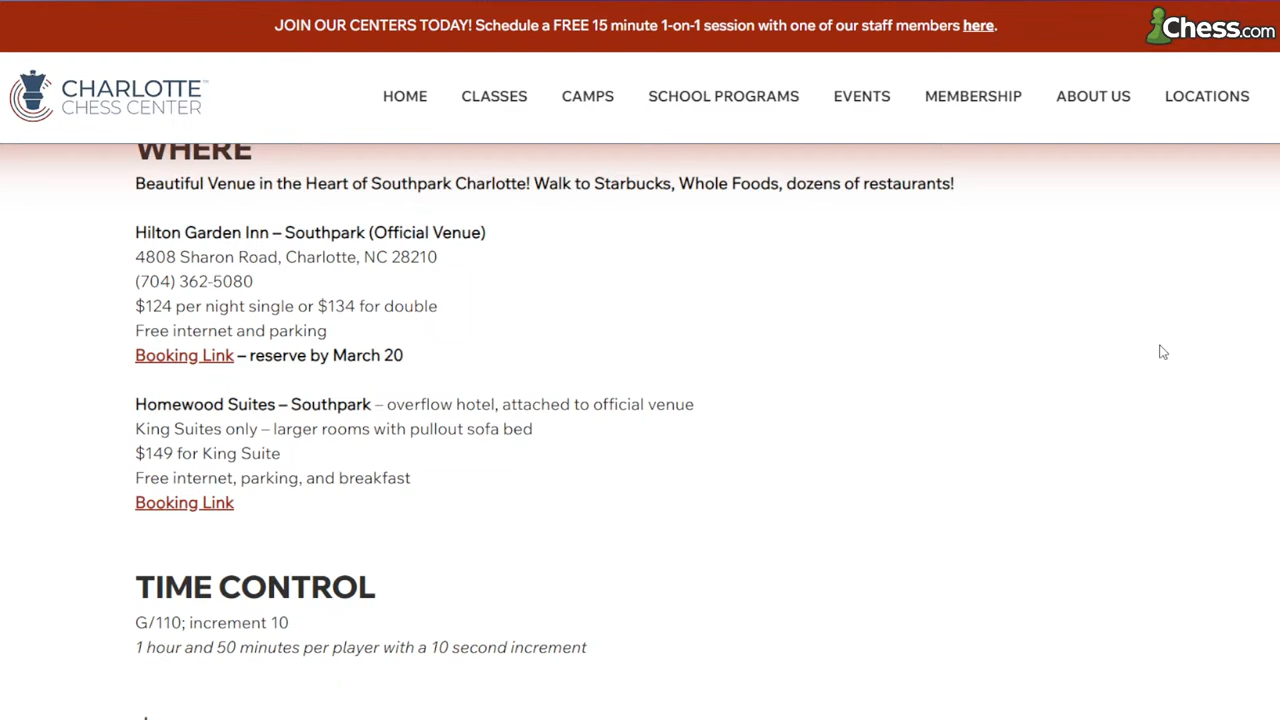 JOIN OUR CENTERS TODAY! Schedule a FREE 15 minute 1-on-1 session with one of our staff members here.
Chess.com
CHARLOTTE
CHESS CENTER
HOME CLASSES CAMPS SCHOOL PROGRAMS EVENTS MEMBERSHIP ABOUT US LOCATIONS
WHERE
Beautiful Venue in the Heart of Southpark Charlotte! Walk to Starbucks, Whole Foods, dozens of restaurants!
Hilton Garden Inn – Southpark (Official Venue)
4808 Sharon Road, Charlotte, NC 28210
(704) 362-5080
$124 per night single or $134 for double
Free internet and parking
Booking Link – reserve by March 20
Homewood Suites – Southpark – overflow hotel, attached to official venue
King Suites only – larger rooms with pullout sofa bed
$149 for King Suite
Free internet, parking, and breakfast
Booking Link
TIME CONTROL
G/110; increment 10
1 hour and 50 minutes per player with a 10 second increment